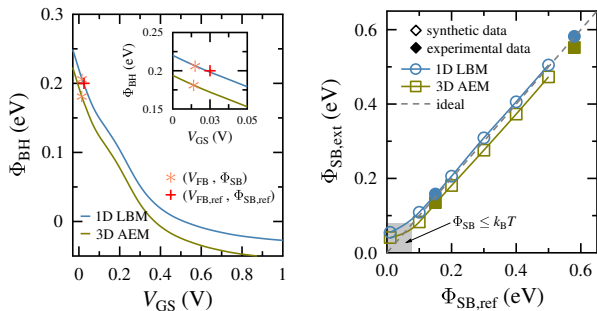 0.3
0.2
0.1
0
Φ_BH (eV)
0
0.2
0.4
0.6
0.8
1
V_GS (V)
0.25
0.2
0.15
Φ_BH (eV)
0
0.03
0.05
V_GS (V)
(V_FB , Φ_SB)
(V_FB,ref , Φ_SB,ref)
1D LBM
3D AEM
0.6
0.4
0.2
0.0
Φ_SB,ext (eV)
0.0
0.2
0.4
0.6
Φ_SB,ref (eV)
synthetic data
experimental data
1D LBM
3D AEM
ideal
Φ_SB ≤ k_BT